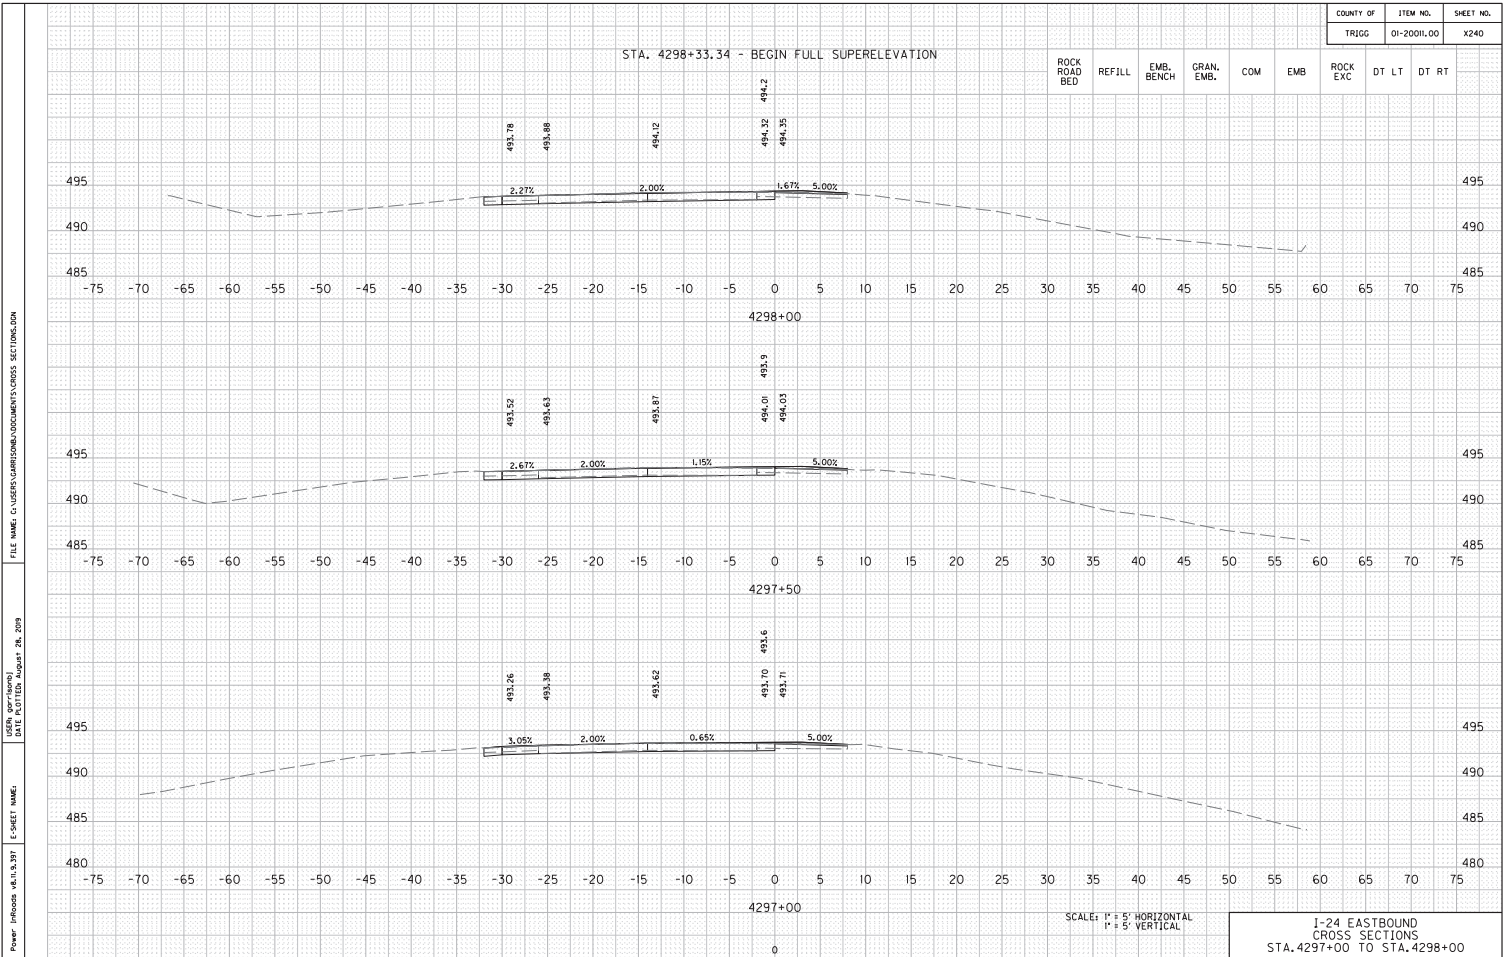 COUNTY OF ITEM NO. SHEET NO.
TRIGG 01-20011.00 X240
STA. 4298+33.34 - BEGIN FULL SUPERELEVATION
ROCK ROAD BED REFILL EMB. BENCH GRAN. EMB. COM EMB ROCK EXC DT LT DT RT
494.2
493.78 493.88 494.12 494.32 494.35
495 2.27% 2.00% 1.67% 5.00% 495
490 490
485 485
-75 -70 -65 -60 -55 -50 -45 -40 -35 -30 -25 -20 -15 -10 -5 0 5 10 15 20 25 30 35 40 45 50 55 60 65 70 75
4298+00
493.9
493.52 493.63 493.87 494.01 494.03
495 2.67% 2.00% 1.15% 5.00% 495
490 490
485 485
-75 -70 -65 -60 -55 -50 -45 -40 -35 -30 -25 -20 -15 -10 -5 0 5 10 15 20 25 30 35 40 45 50 55 60 65 70 75
4297+50
493.6
493.26 493.38 493.62 493.70 493.71
495 3.05% 2.00% 0.65% 5.00% 495
490 490
485 485
480 480
-75 -70 -65 -60 -55 -50 -45 -40 -35 -30 -25 -20 -15 -10 -5 0 5 10 15 20 25 30 35 40 45 50 55 60 65 70 75
4297+00
0
SCALE: 1" = 5' HORIZONTAL
1" = 5' VERTICAL
I-24 EASTBOUND
CROSS SECTIONS
STA.4297+00 TO STA.4298+00
FILE NAME: C:\USERS\GARRISONBJ\DOCUMENTS\CROSS SECTIONS.DGN
USER: garrisonbj
DATE PLOTTED: August 28, 2019
E-SHEET NAME:
Power InRoads v8.11.9.397